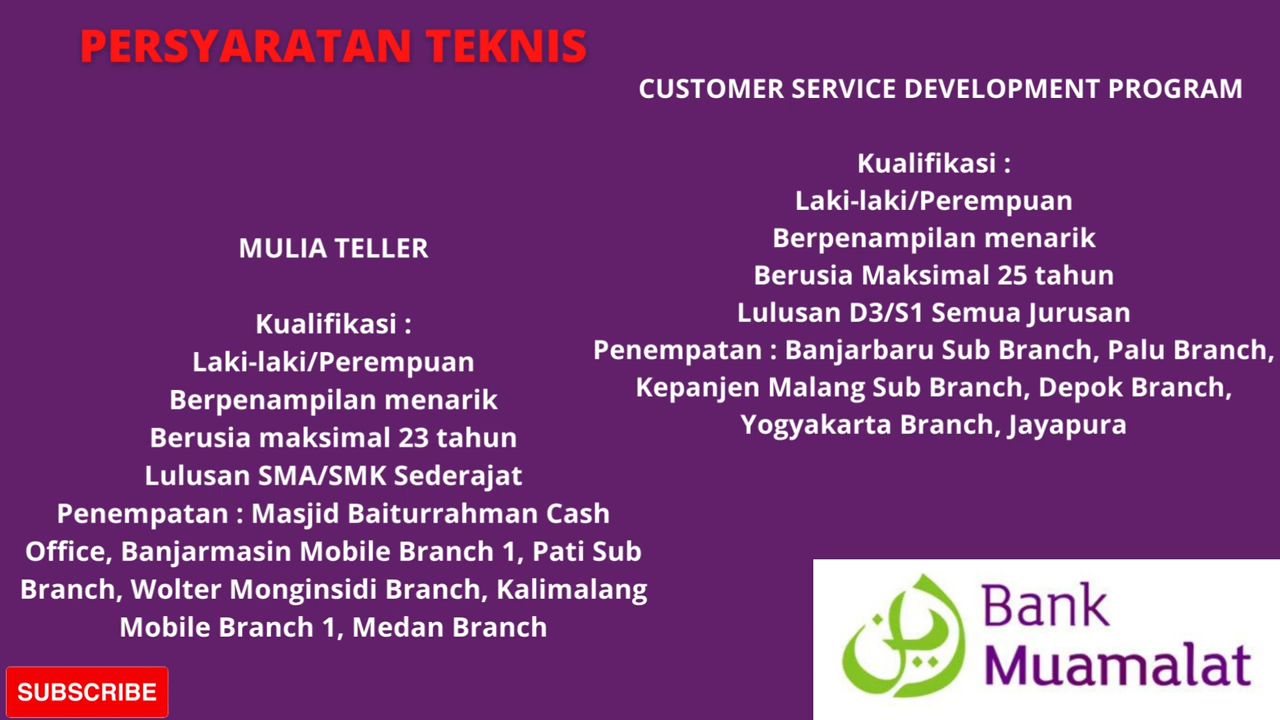 PERSYARATAN TEKNIS
MULIA TELLER
Kualifikasi :
Laki-laki/Perempuan
Berpenampilan menarik
Berusia maksimal 23 tahun
Lulusan SMA/SMK Sederajat
Penempatan : Masjid Baiturrahman Cash
Office, Banjarmasin Mobile Branch 1, Pati Sub
Branch, Wolter Monginsidi Branch, Kalimalang
Mobile Branch 1, Medan Branch
CUSTOMER SERVICE DEVELOPMENT PROGRAM
Kualifikasi :
Laki-laki/Perempuan
Berpenampilan menarik
Berusia Maksimal 25 tahun
Lulusan D3/S1 Semua Jurusan
Penempatan : Banjarbaru Sub Branch, Palu Branch,
Kepanjen Malang Sub Branch, Depok Branch,
Yogyakarta Branch, Jayapura
SUBSCRIBE
Bank
Muamalat